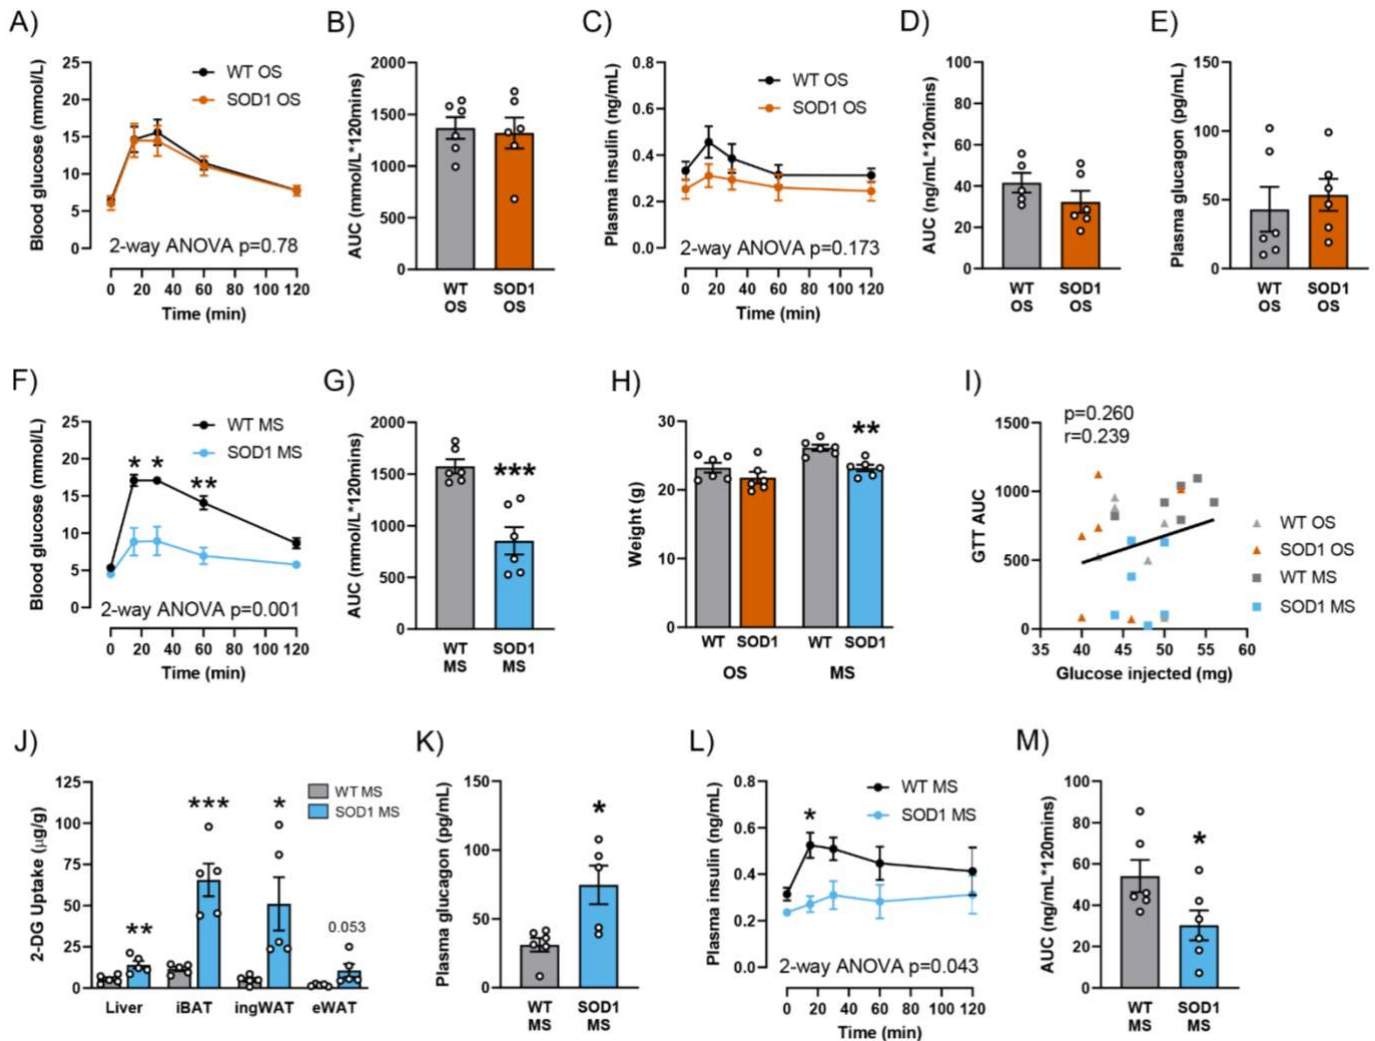 A)
Blood glucose (mmol/L)
25
20
15
10
5
0
WT OS
SOD1 OS
2-way ANOVA p=0.78
0 20 40 60 80 100 120
Time (min)
B)
AUC (mmol/L*120mins)
2000
1500
1000
500
0
WT SOD1
OS OS
C)
Plasma insulin (ng/mL)
0.8
0.6
0.4
0.2
0.0
WT OS
SOD1 OS
2-way ANOVA p=0.173
0 20 40 60 80 100 120
Time (min)
D)
AUC (ng/mL*120mins)
100
80
60
40
20
0
WT SOD1
OS OS
E)
Plasma glucagon (pg/mL)
150
100
50
0
WT SOD1
OS OS
F)
Blood glucose (mmol/L)
25
20
15
10
5
0
WT MS
SOD1 MS
* *
**
2-way ANOVA p=0.001
0 20 40 60 80 100 120
Time (min)
G)
AUC (mmol/L*120mins)
2000
1500
1000
500
0
***
WT SOD1
MS MS
H)
Weight (g)
30
20
10
0
**
WT SOD1 WT SOD1
OS MS
I)
p=0.260
r=0.239
GTT AUC
1500
1000
500
0
35 40 45 50 55 60
Glucose injected (mg)
WT OS
SOD1 OS
WT MS
SOD1 MS
J)
2-DG Uptake (µg/g)
125
100
75
50
25
0
WT MS
SOD1 MS
** *** * 0.053
Liver iBAT ingWAT eWAT
K)
Plasma glucagon (pg/mL)
150
100
50
0
*
WT SOD1
MS MS
L)
Plasma insulin (ng/mL)
0.8
0.6
0.4
0.2
0.0
WT MS
SOD1 MS
*
2-way ANOVA p=0.043
0 20 40 60 80 100 120
Time (min)
M)
AUC (ng/mL*120mins)
100
80
60
40
20
0
*
WT SOD1
MS MS